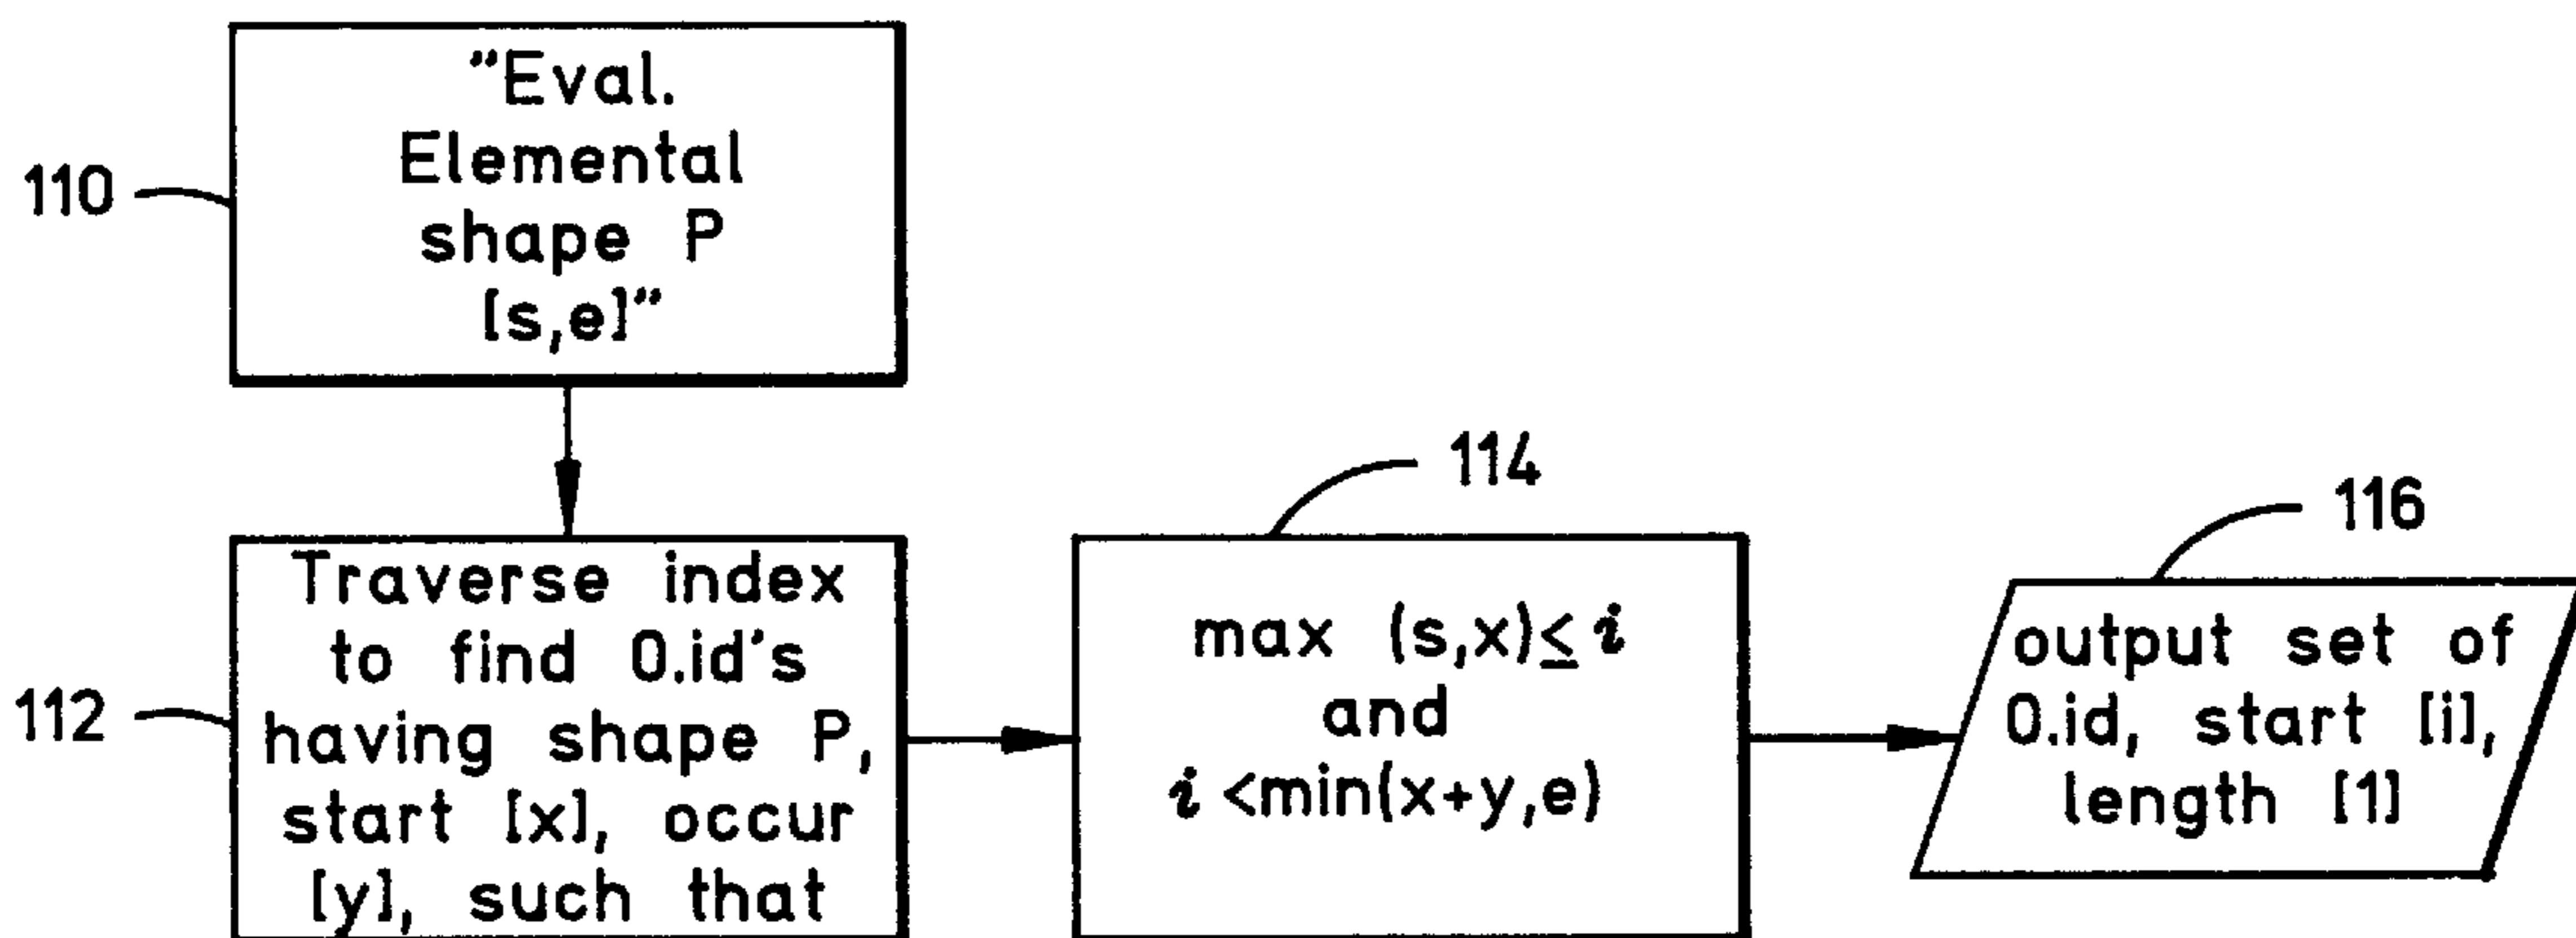 110
"Eval.
Elemental
shape P
[s,e]"
112
Traverse index
to find O.id's
having shape P,
start [x], occur
[y], such that
114
max (s,x)≤ i
and
i <min(x+y,e)
116
output set of
O.id, start [i],
length [1]